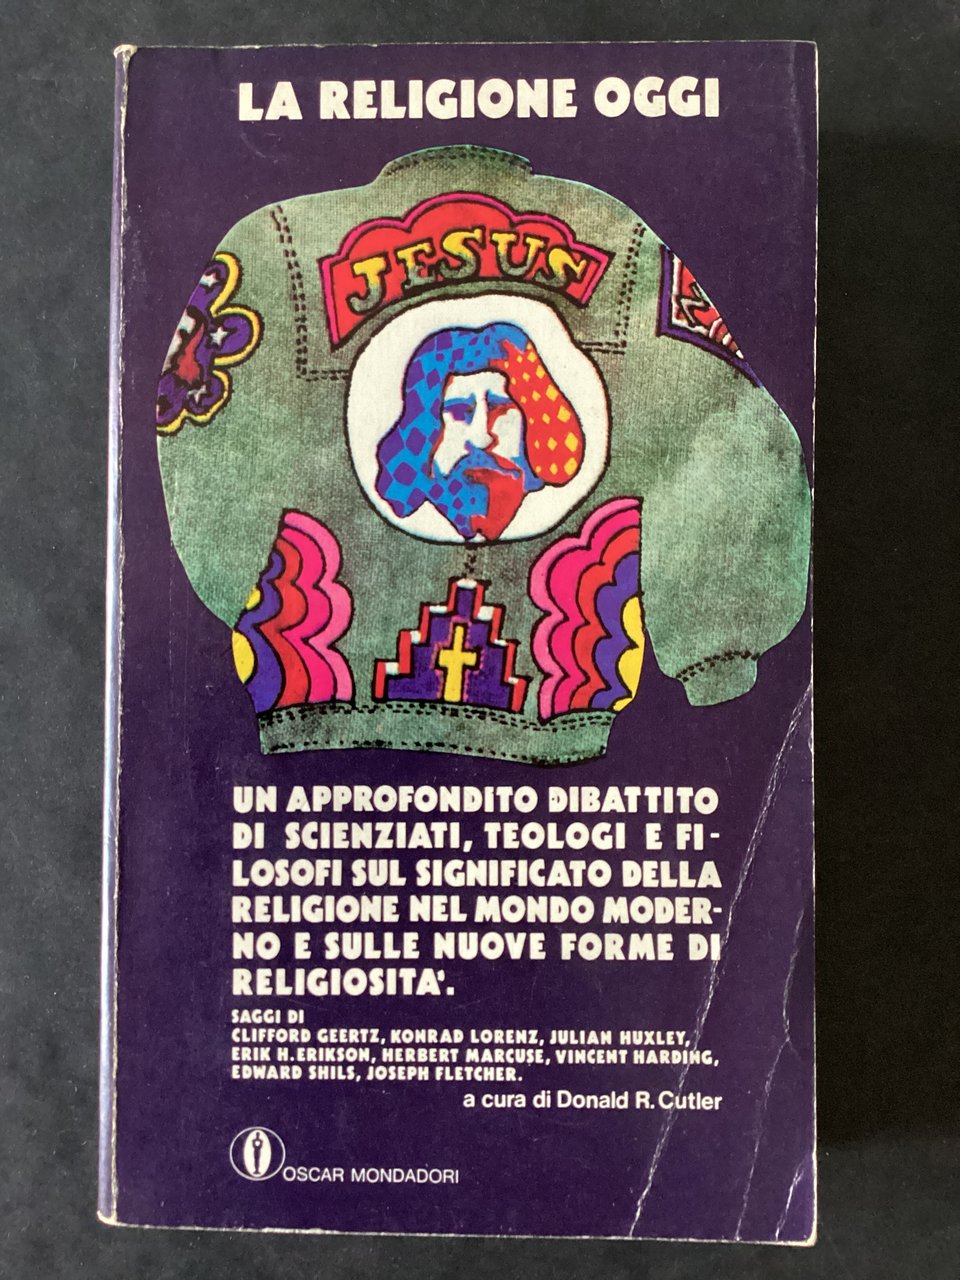 LA RELIGIONE OGGI
JESUS
UN APPROFONDITO DIBATTITO
DI SCIENZIATI, TEOLOGI E FI-
LOSOFI SUL SIGNIFICATO DELLA
RELIGIONE NEL MONDO MODER-
NO E SULLE NUOVE FORME DI
RELIGIOSITA'.
SAGGI DI
CLIFFORD GEERTZ, KONRAD LORENZ, JULIAN HUXLEY,
ERIK H. ERIKSON, HERBERT MARCUSE, VINCENT HARDING,
EDWARD SHILS, JOSEPH FLETCHER.
a cura di Donald R. Cutler
OSCAR MONDADORI